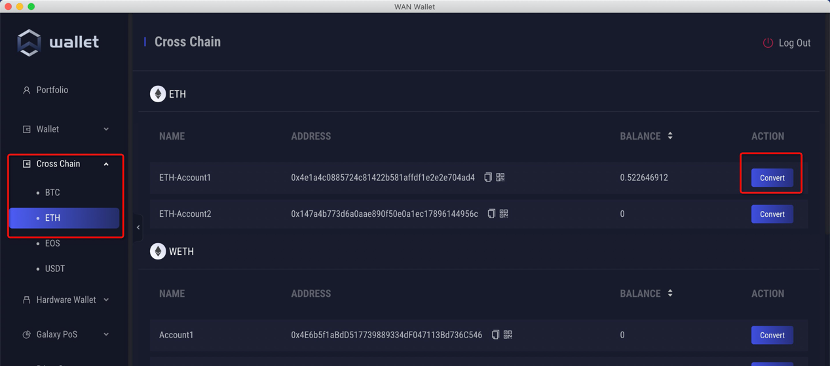 WAN Wallet
wallet
Cross Chain
Log Out
Portfolio
Wallet
Cross Chain
BTC
ETH
EOS
USDT
Hardware Wallet
Galaxy PoS
ETH
NAME ADDRESS BALANCE ACTION
ETH-Account1 0x4e1a4c0885724c81422b581affdf1e2e2e704ad4 0.522646912 Convert
ETH-Account2 0x147a4b773d6a0aae890f50e0a1ec17896144956c 0 Convert
WETH
NAME ADDRESS BALANCE ACTION
Account1 0x4E6b5f1aBdD517739889334dF047113Bd736C546 0 Convert